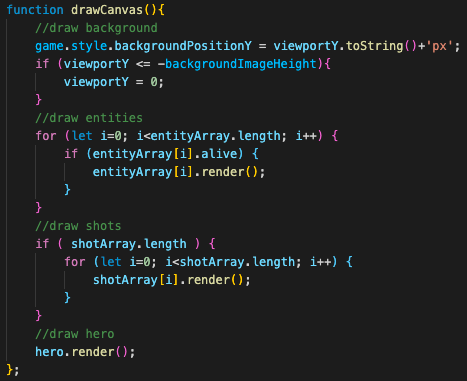 function drawCanvas(){
    //draw background
    game.style.backgroundPositionY = viewportY.toString()+'px';
    if (viewportY <= -backgroundImageHeight){
        viewportY = 0;
    }
    //draw entities
    for (let i=0; i<entityArray.length; i++) {
        if (entityArray[i].alive) {
            entityArray[i].render();
        }
    }
    //draw shots
    if ( shotArray.length ) {
        for (let i=0; i<shotArray.length; i++) {
            shotArray[i].render();
        }
    }
    //draw hero
    hero.render();
};